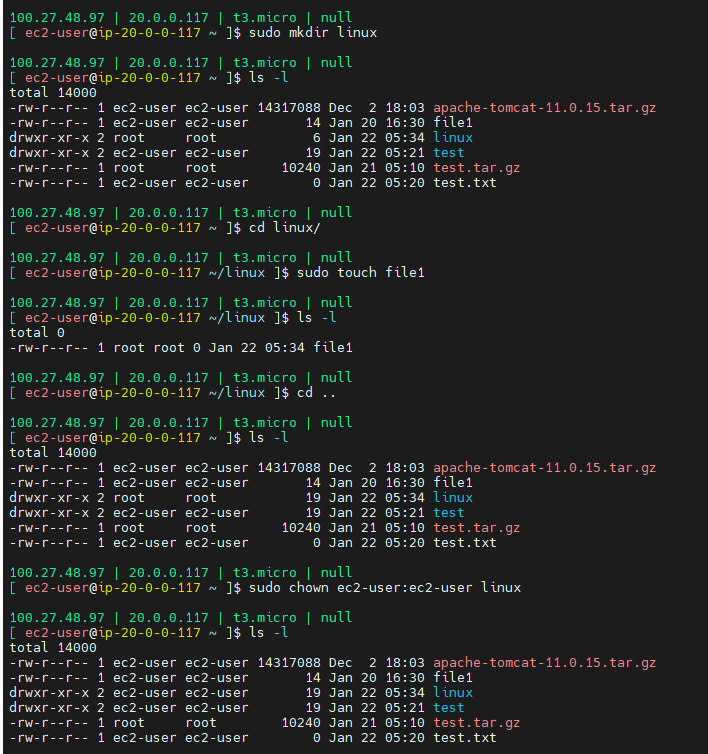 100.27.48.97 | 20.0.0.117 | t3.micro | null
[ ec2-user@ip-20-0-0-117 ~ ]$ sudo mkdir linux
100.27.48.97 | 20.0.0.117 | t3.micro | null
[ ec2-user@ip-20-0-0-117 ~ ]$ ls -l
total 14000
-rw-r--r-- 1 ec2-user ec2-user 14317088 Dec  2 18:03 apache-tomcat-11.0.15.tar.gz
-rw-r--r-- 1 ec2-user ec2-user       14 Jan 20 16:30 file1
drwxr-xr-x 2 root     root            6 Jan 22 05:34 linux
drwxr-xr-x 2 ec2-user ec2-user       19 Jan 22 05:21 test
-rw-r--r-- 1 root     root        10240 Jan 21 05:10 test.tar.gz
-rw-r--r-- 1 ec2-user ec2-user        0 Jan 22 05:20 test.txt
100.27.48.97 | 20.0.0.117 | t3.micro | null
[ ec2-user@ip-20-0-0-117 ~ ]$ cd linux/
100.27.48.97 | 20.0.0.117 | t3.micro | null
[ ec2-user@ip-20-0-0-117 ~/linux ]$ sudo touch file1
100.27.48.97 | 20.0.0.117 | t3.micro | null
[ ec2-user@ip-20-0-0-117 ~/linux ]$ ls -l
total 0
-rw-r--r-- 1 root root 0 Jan 22 05:34 file1
100.27.48.97 | 20.0.0.117 | t3.micro | null
[ ec2-user@ip-20-0-0-117 ~/linux ]$ cd ..
100.27.48.97 | 20.0.0.117 | t3.micro | null
[ ec2-user@ip-20-0-0-117 ~ ]$ ls -l
total 14000
-rw-r--r-- 1 ec2-user ec2-user 14317088 Dec  2 18:03 apache-tomcat-11.0.15.tar.gz
-rw-r--r-- 1 ec2-user ec2-user       14 Jan 20 16:30 file1
drwxr-xr-x 2 root     root           19 Jan 22 05:34 linux
drwxr-xr-x 2 ec2-user ec2-user       19 Jan 22 05:21 test
-rw-r--r-- 1 root     root        10240 Jan 21 05:10 test.tar.gz
-rw-r--r-- 1 ec2-user ec2-user        0 Jan 22 05:20 test.txt
100.27.48.97 | 20.0.0.117 | t3.micro | null
[ ec2-user@ip-20-0-0-117 ~ ]$ sudo chown ec2-user:ec2-user linux
100.27.48.97 | 20.0.0.117 | t3.micro | null
[ ec2-user@ip-20-0-0-117 ~ ]$ ls -l
total 14000
-rw-r--r-- 1 ec2-user ec2-user 14317088 Dec  2 18:03 apache-tomcat-11.0.15.tar.gz
-rw-r--r-- 1 ec2-user ec2-user       14 Jan 20 16:30 file1
drwxr-xr-x 2 ec2-user ec2-user       19 Jan 22 05:34 linux
drwxr-xr-x 2 ec2-user ec2-user       19 Jan 22 05:21 test
-rw-r--r-- 1 root     root        10240 Jan 21 05:10 test.tar.gz
-rw-r--r-- 1 ec2-user ec2-user        0 Jan 22 05:20 test.txt